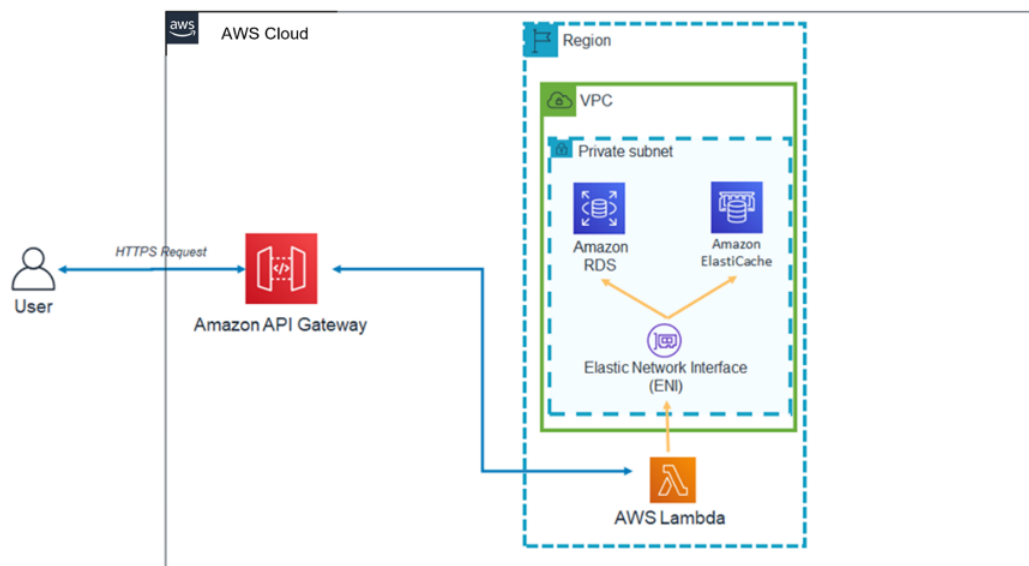 aws
AWS Cloud
Region
VPC
Private subnet
Amazon
RDS
Amazon
ElastiCache
HTTPS Request
User
Amazon API Gateway
</>
Elastic Network Interface
(ENI)
AWS Lambda